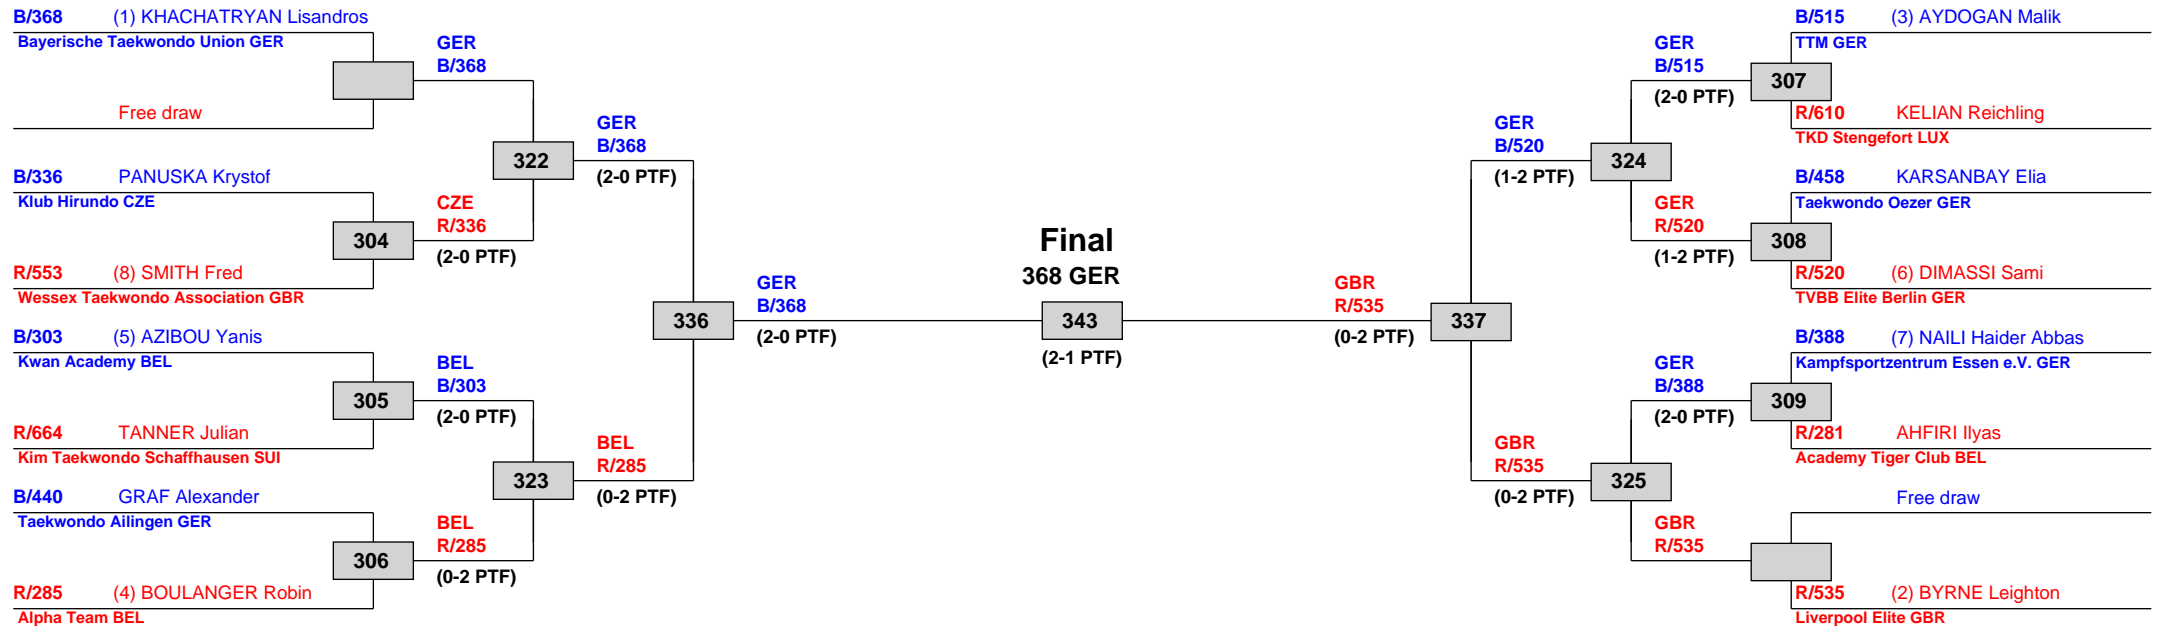 B/368 (1) KHACHATRYAN Lisandros
Bayerische Taekwondo Union GER
Free draw
B/336 PANUSKA Krystof
Klub Hirundo CZE
R/553 (8) SMITH Fred
Wessex Taekwondo Association GBR
B/303 (5) AZIBOU Yanis
Kwan Academy BEL
R/664 TANNER Julian
Kim Taekwondo Schaffhausen SUI
B/440 GRAF Alexander
Taekwondo Ailingen GER
R/285 (4) BOULANGER Robin
Alpha Team BEL
304
305
306
GER
B/368
CZE
R/336
(2-0 PTF)
BEL
B/303
(2-0 PTF)
BEL
R/285
(0-2 PTF)
322
323
GER
B/368
(2-0 PTF)
BEL
R/285
(0-2 PTF)
336
GER
B/368
(2-0 PTF)
Final
368 GER
343
(2-1 PTF)
GBR
R/535
(0-2 PTF)
337
GER
B/520
(1-2 PTF)
GBR
R/535
(0-2 PTF)
324
325
GER
B/515
(2-0 PTF)
GER
R/520
(1-2 PTF)
GER
B/388
(2-0 PTF)
GBR
R/535
307
308
309
B/515 (3) AYDOGAN Malik
TTM GER
R/610 KELIAN Reichling
TKD Stengefort LUX
B/458 KARSANBAY Elia
Taekwondo Oezer GER
R/520 (6) DIMASSI Sami
TVBB Elite Berlin GER
B/388 (7) NAILI Haider Abbas
Kampfsportzentrum Essen e.V. GER
R/281 AHFIRI Ilyas
Academy Tiger Club BEL
Free draw
R/535 (2) BYRNE Leighton
Liverpool Elite GBR